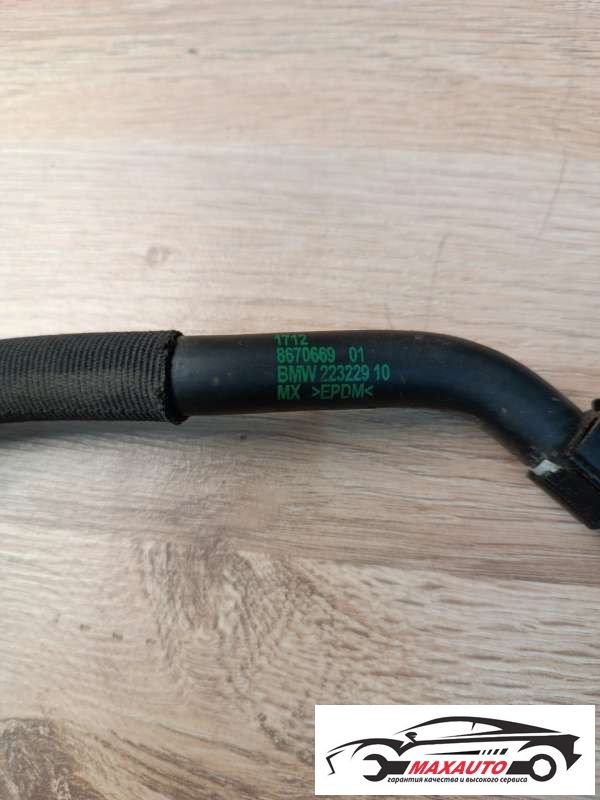 1712
8670669 01
BMW 223229 10
MX >EPDM<
MAXAUTO
гарантия качества и высокого сервиса